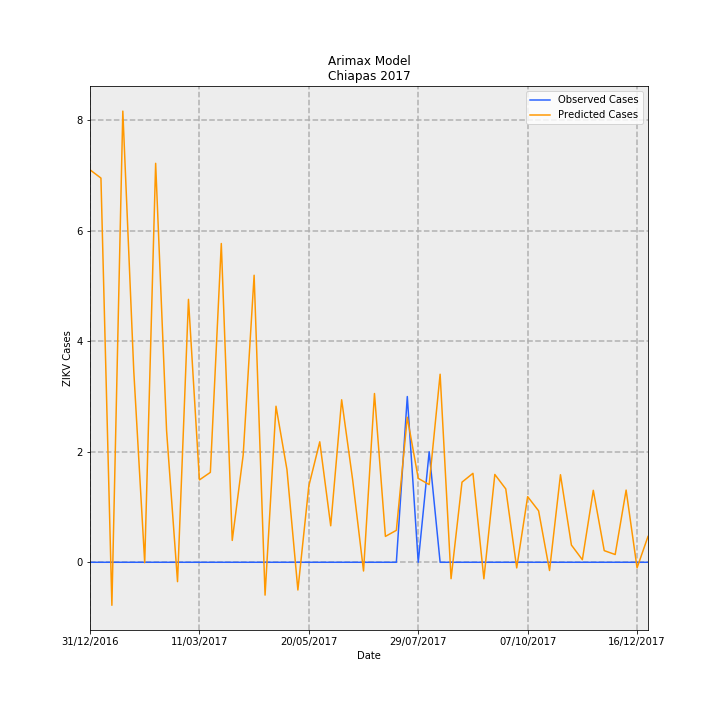 Arimax Model
Chiapas 2017
Observed Cases
Predicted Cases
8
6
4
2
0
ZIKV Cases
31/12/2016 11/03/2017 20/05/2017 29/07/2017 07/10/2017 16/12/2017
Date